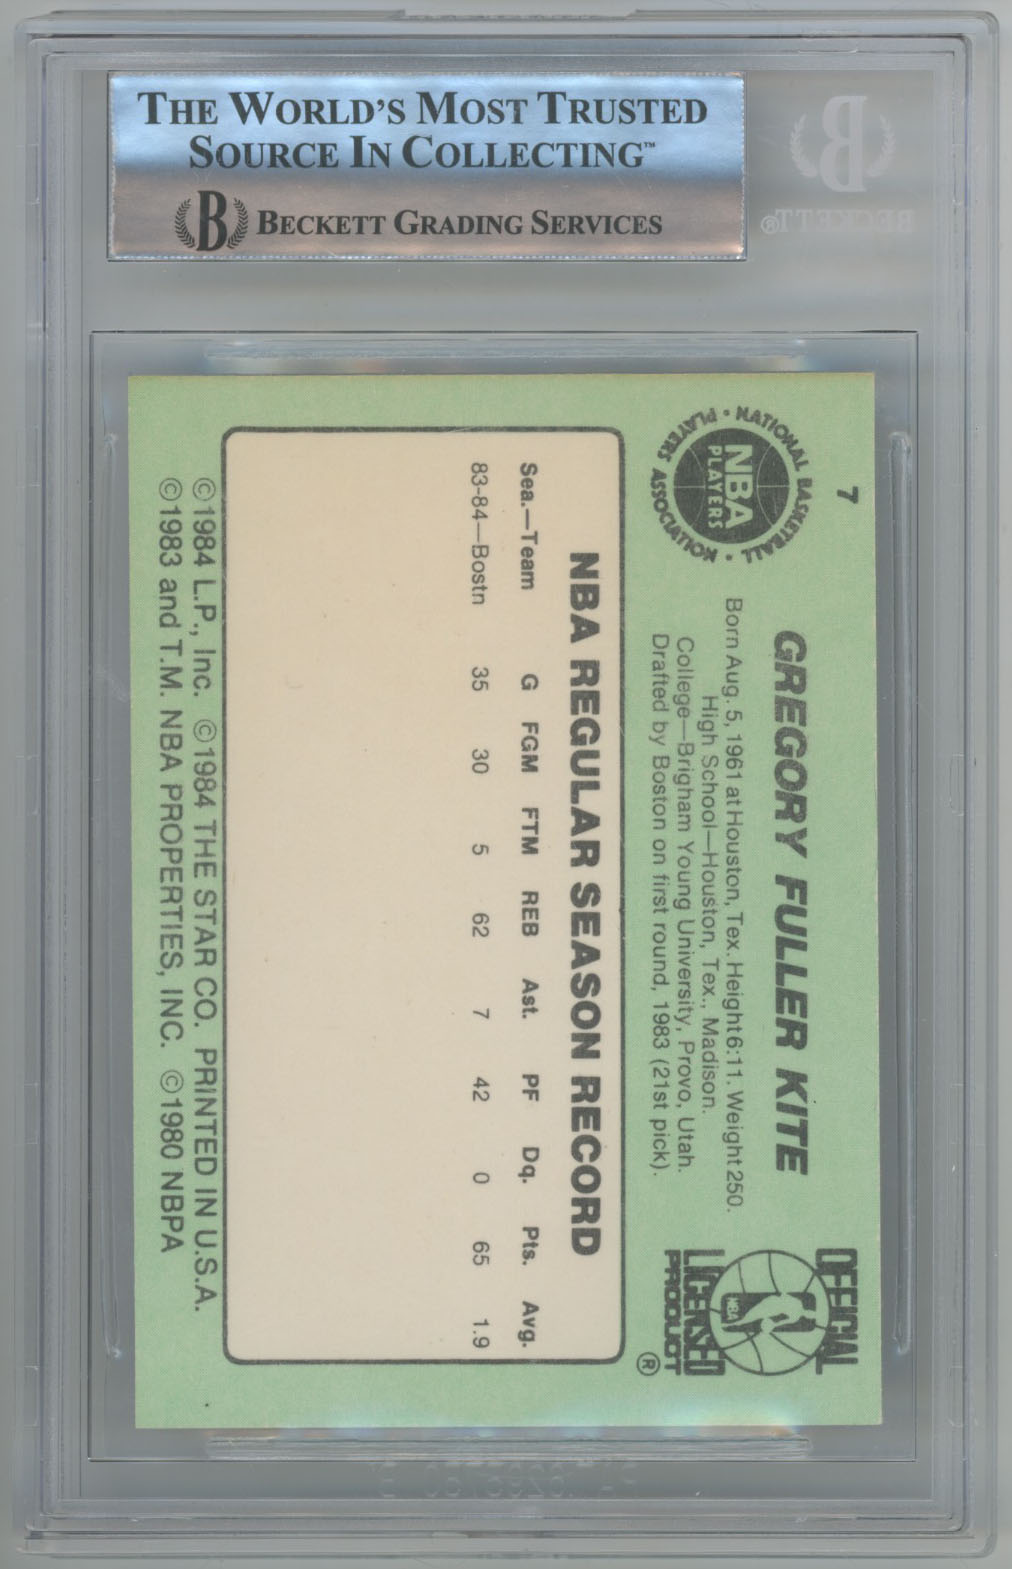 THE WORLD'S MOST TRUSTED
SOURCE IN COLLECTING™
B BECKETT GRADING SERVICES
B
BECKETT®
7
NATIONAL BASKETBALL PLAYERS ASSOCIATION
NBA
PLAYERS
GREGORY FULLER KITE
Born Aug. 5, 1961 at Houston, Tex. Height 6:11. Weight 250.
High School—Houston, Tex., Madison.
College—Brigham Young University, Provo, Utah.
Drafted by Boston on first round, 1983 (21st pick).
OFFICIAL
NBA
LICENSED
PRODUCT
®
NBA REGULAR SEASON RECORD
Sea.—Team G FGM FTM REB Ast. PF Dq. Pts. Avg.
83-84—Bostn 35 30 5 62 7 42 0 65 1.9
©1984 L.P., Inc. ©1984 THE STAR CO. PRINTED IN U.S.A.
©1983 and T.M. NBA PROPERTIES, INC. ©1980 NBPA